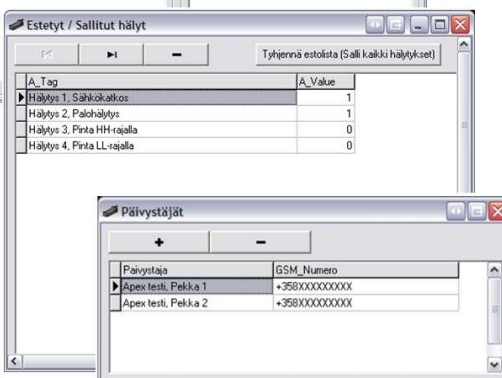 Estetyt / Sallitut hälyt
Tyhjennä estolista (Salli kaikki hälytykset)
A_Tag A_Value
Hälytys 1, Sähkökatkos 1
Hälytys 2, Palohälytys 1
Hälytys 3, Pinta HH-rajalla 0
Hälytys 4, Pinta LL-rajalla 0
Päivystäjät
Paivystaja GSM_Numero
Apex testi, Pekka 1 +358XXXXXXXXX
Apex testi, Pekka 2 +358XXXXXXXXX